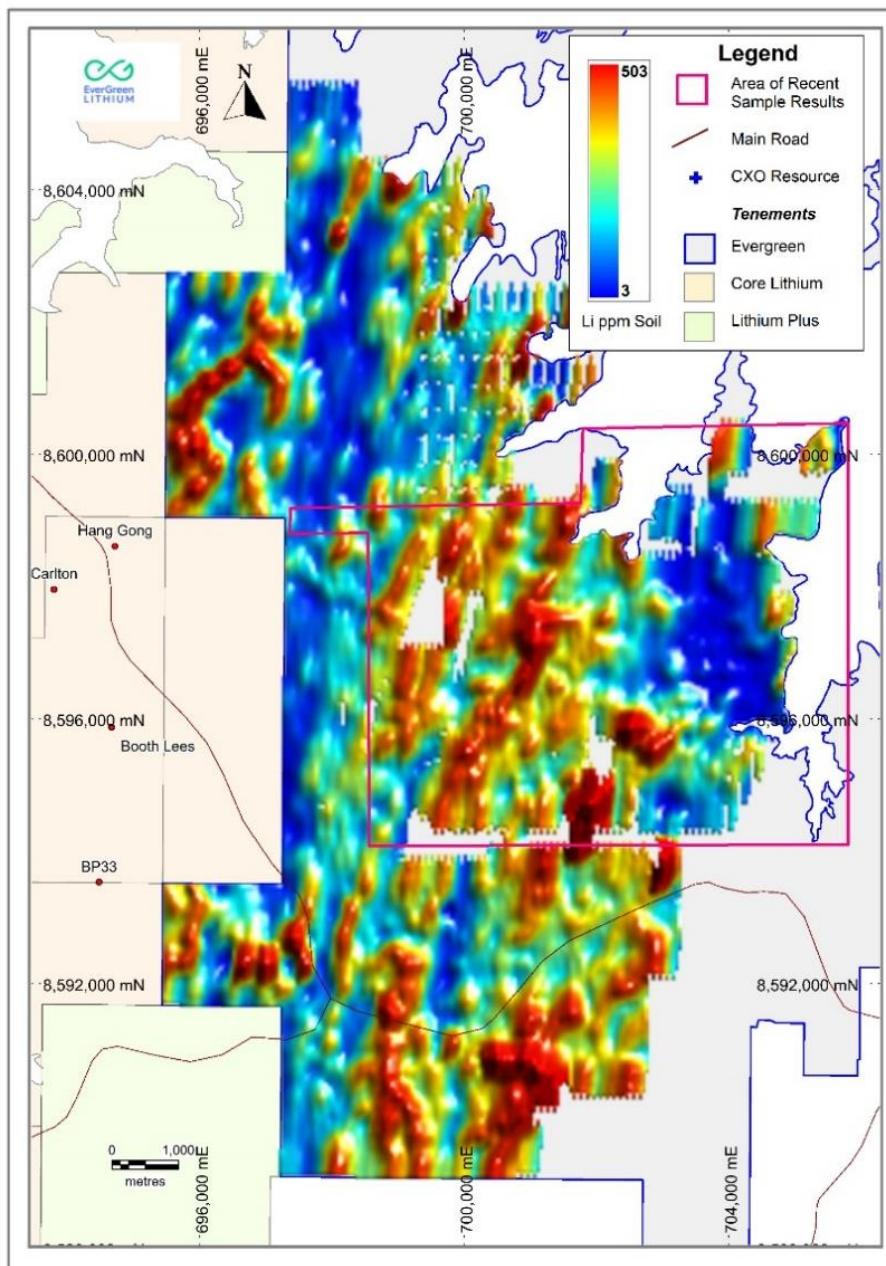 EverGreen
LITHIUM
N
696,000 mE
700,000 mE
Legend
503
3
Li ppm Soil
Area of Recent
Sample Results
Main Road
CXO Resource
Tenements
Evergreen
Core Lithium
Lithium Plus
8,604,000 mN
8,600,000 mN
8,600,000 mN
Hang Gong
Carlton
8,596,000 mN
8,596,000 mN
Booth Lees
BP33
8,592,000 mN
8,592,000 mN
0 1,000
metres
696,000 mE
700,000 mE
704,000 mE